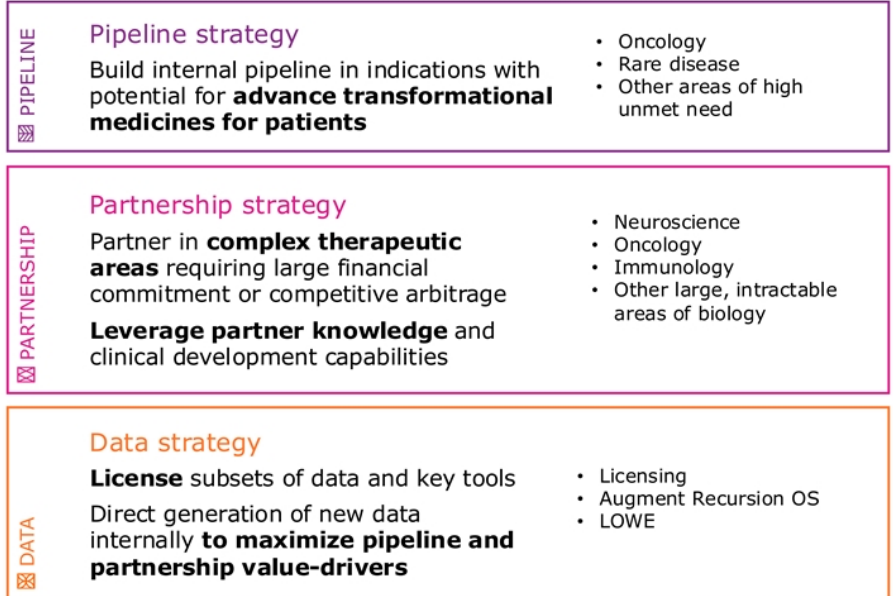 PIPELINE
Pipeline strategy
Build internal pipeline in indications with
potential for advance transformational
medicines for patients
• Oncology
• Rare disease
• Other areas of high
unmet need
PARTNERSHIP
Partnership strategy
Partner in complex therapeutic
areas requiring large financial
commitment or competitive arbitrage
Leverage partner knowledge and
clinical development capabilities
• Neuroscience
• Oncology
• Immunology
• Other large, intractable
areas of biology
DATA
Data strategy
License subsets of data and key tools
Direct generation of new data
internally to maximize pipeline and
partnership value-drivers
• Licensing
• Augment Recursion OS
• LOWE